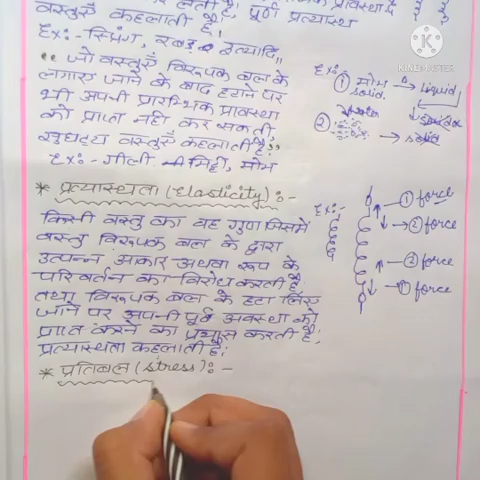 वस्तुएँ कहलाती हैं।
Ex:- स्प्रिंग, रबड़ इत्यादि,,
"जो वस्तुएँ विरूपक बल के
लगाए जाने के बाद हटाने पर
भी अपनी प्रारम्भिक प्रावस्था
को प्राप्त नहीं कर सकती,
सुघट्य वस्तुएँ कहलाती हैं।"
Ex:- गीली मिट्टी, मोम
Ex:-
① मोम Δ Liquid,
solid.
② → solid
* प्रत्यास्थता (Elasticity):-
किसी वस्तु का वह गुण जिसमें
वस्तु विरूपक बल के द्वारा
उत्पन्न आकार अथवा रूप के
परिवर्तन का विरोध करती है
तथा विरूपक बल के हटा लिए
जाने पर अपनी पूर्व अवस्था को
प्राप्त करने का प्रयास करती है;
प्रत्यास्थता कहलाती है;
Ex:-
① force
② force
② force
① force
* प्रतिबल (stress):-
KINEMASTER